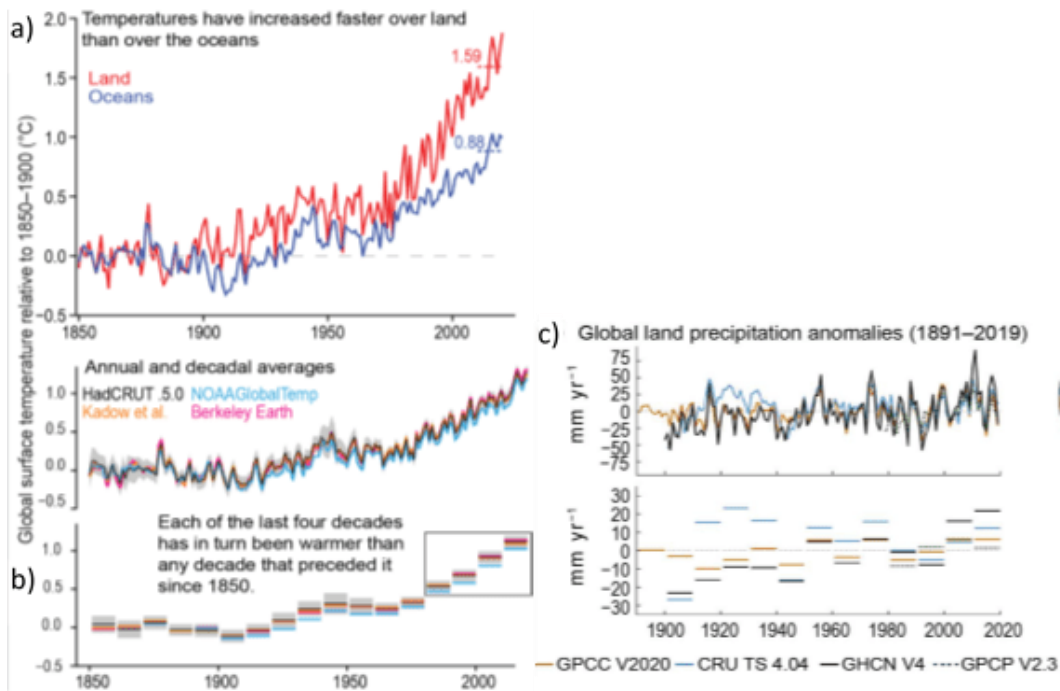 a)
Temperatures have increased faster over land
than over the oceans
Land
Oceans
Global surface temperature relative to 1850–1900 (°C)
2.0
1.5
1.0
0.5
0.0
−0.5
1.59
0.88
1850 1900 1950 2000
Annual and decadal averages
HadCRUT .5.0 NOAAGlobalTemp
Kadow et al. Berkeley Earth
1.0
0.5
0.0
−0.5
b)
Each of the last four decades
has in turn been warmer than
any decade that preceded it
since 1850.
1.0
0.5
0.0
−0.5
1850 1900 1950 2000
c) Global land precipitation anomalies (1891–2019)
mm yr⁻¹
75
50
25
0
−25
−50
−75
mm yr⁻¹
30
20
10
0
−10
−20
−30
1900 1920 1940 1960 1980 2000 2020
GPCC V2020 CRU TS 4.04 GHCN V4 GPCP V2.3